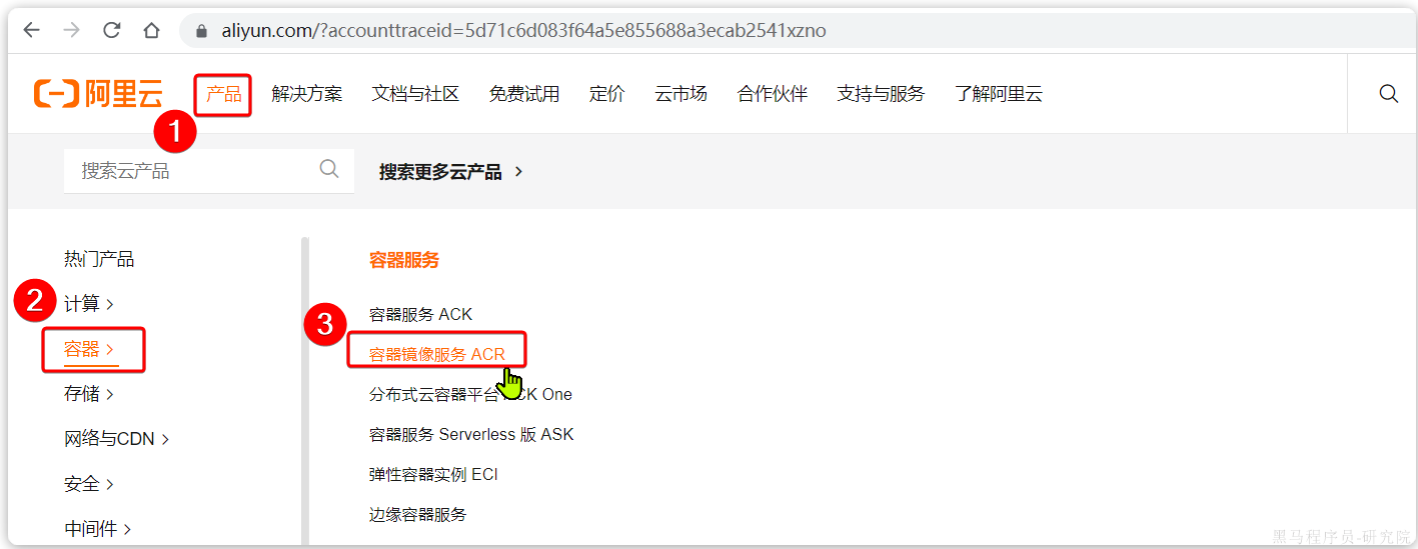 aliyun.com/?accounttraceid=5d71c6d083f64a5e855688a3ecab2541xzno
阿里云 产品 解决方案 文档与社区 免费试用 定价 云市场 合作伙伴 支持与服务 了解阿里云
1
搜索云产品 搜索更多云产品 >
热门产品
2 计算 >
容器 >
存储 >
网络与CDN >
安全 >
中间件 >
容器服务
容器服务 ACK
3
容器镜像服务 ACR
分布式云容器平台 ACK One
容器服务 Serverless 版 ASK
弹性容器实例 ECI
边缘容器服务
黑马程序员-研究院